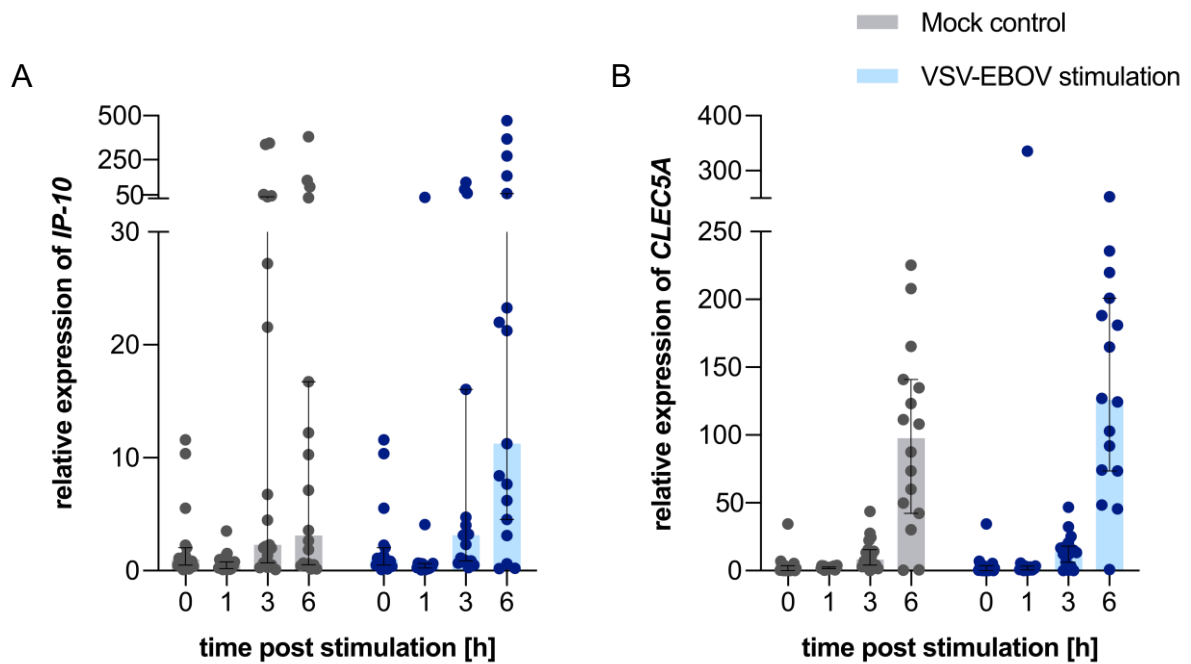 Mock control
VSV-EBOV stimulation
A
relative expression of IP-10
500
250
50
30
20
10
0
0 1 3 6 0 1 3 6
time post stimulation [h]
B
relative expression of CLEC5A
400
300
250
200
150
100
50
0
0 1 3 6 0 1 3 6
time post stimulation [h]